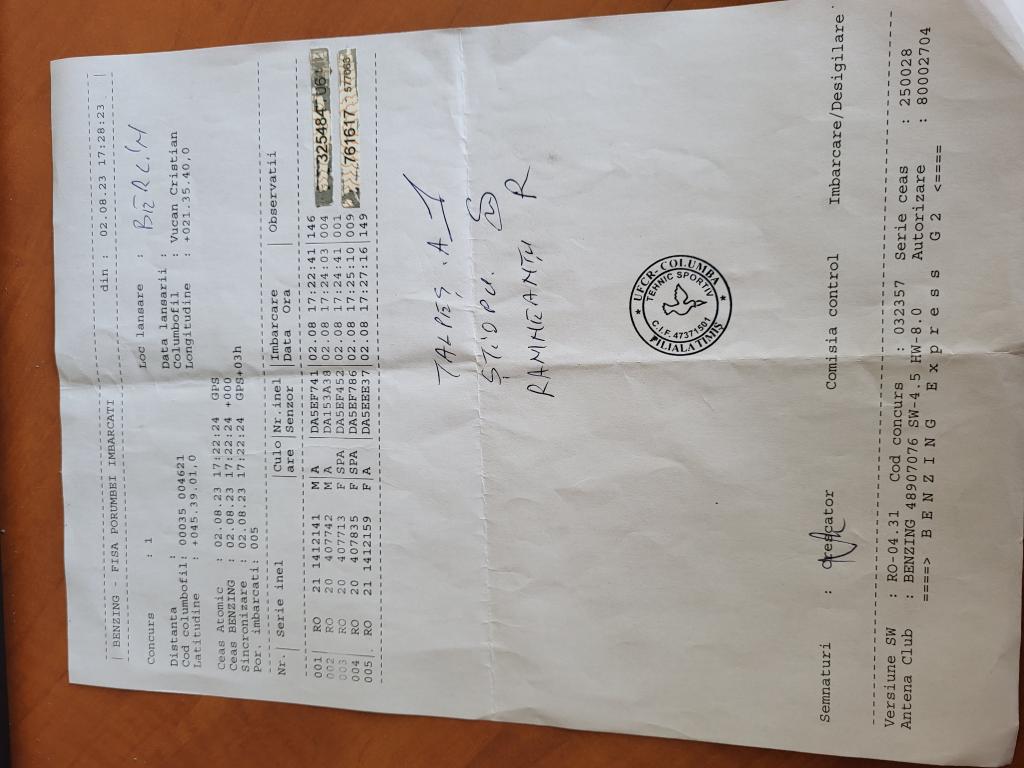 BENZING - FISA PORUMBEI IMBARCATI din : 02.08.23 17:28:23
Concurs : 1 Loc lansare :
Distanta : Data lansarii :
Cod columbofil: 00035 004621 Columbofil : Vucan Cristian
Latitudine : +045.39.01,0 Longitudine : +021.35.40,0
Ceas Atomic : 02.08.23 17:22:24 GPS
Ceas BENZING : 02.08.23 17:22:24 +000
Sincronizare : 02.08.23 17:22:24 GPS+03h
Por. imbarcati: 005
Nr. Serie inel |Culo|Nr.inel |Imbarcare | Observatii
are |Senzor |Data Ora |
001| RO 21 1412141 M A |DA5EF741|02.08 17:22:41|146
002| RO 20 407742 M A |DA153A38|02.08 17:24:03|004
003| RO 20 407713 F SPA |DA5EF452|02.08 17:24:41|001
004| RO 20 407835 F SPA |DA5EF786|02.08 17:25:10|009
005|. RO 21 1412159 F A |DA5EEE37|02.08 17:27:16|149
325484
761617 577665
TALPEȘ .A
ȘTIOPU.
UFCR- COLUMBA
TEHNIC SPORTIV
C.I.F. 47371501
FILIALA TIMIS
Semnaturi : Crescator Comisia control Imbarcare/Desigilare
Versiune SW : RO-04.31 Cod concurs : 032357 Serie ceas : 250028
Antena Club : BENZING 48907076 SW-4.5 HW-8.0 Autorizare : 80002704
====> B E N Z I N G E x p r e s s G 2 <====